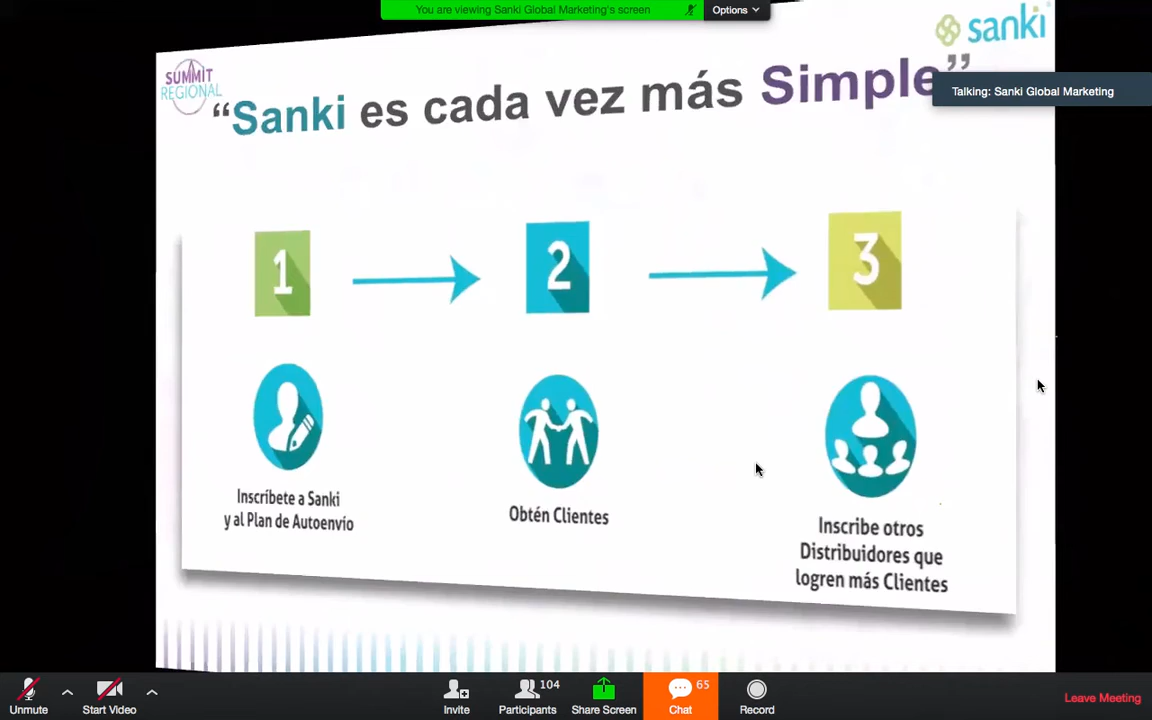 You are viewing Sanki Global Marketing's screen
Options
sanki
SUMMIT
REGIONAL
“Sanki es cada vez más Simple”
Talking: Sanki Global Marketing
1
2
3
Inscríbete a Sanki
y al Plan de Autoenvío
Obtén Clientes
Inscribe otros
Distribuidores que
logren más Clientes
Unmute
Start Video
Invite
104
Participants
Share Screen
65
Chat
Record
Leave Meeting